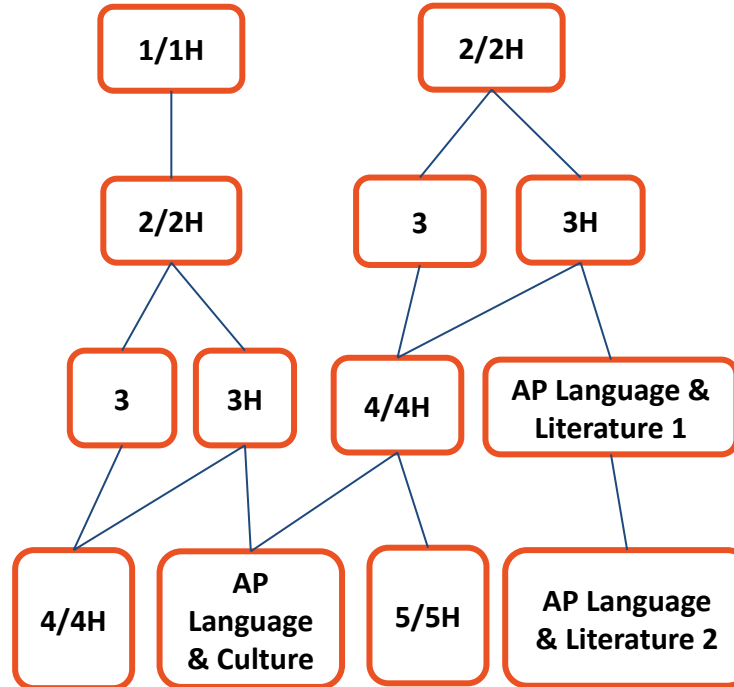 1/1H
2/2H
2/2H
3
3H
3
3H
4/4H
AP Language &
Literature 1
4/4H
AP
Language
& Culture
5/5H
AP Language
& Literature 2